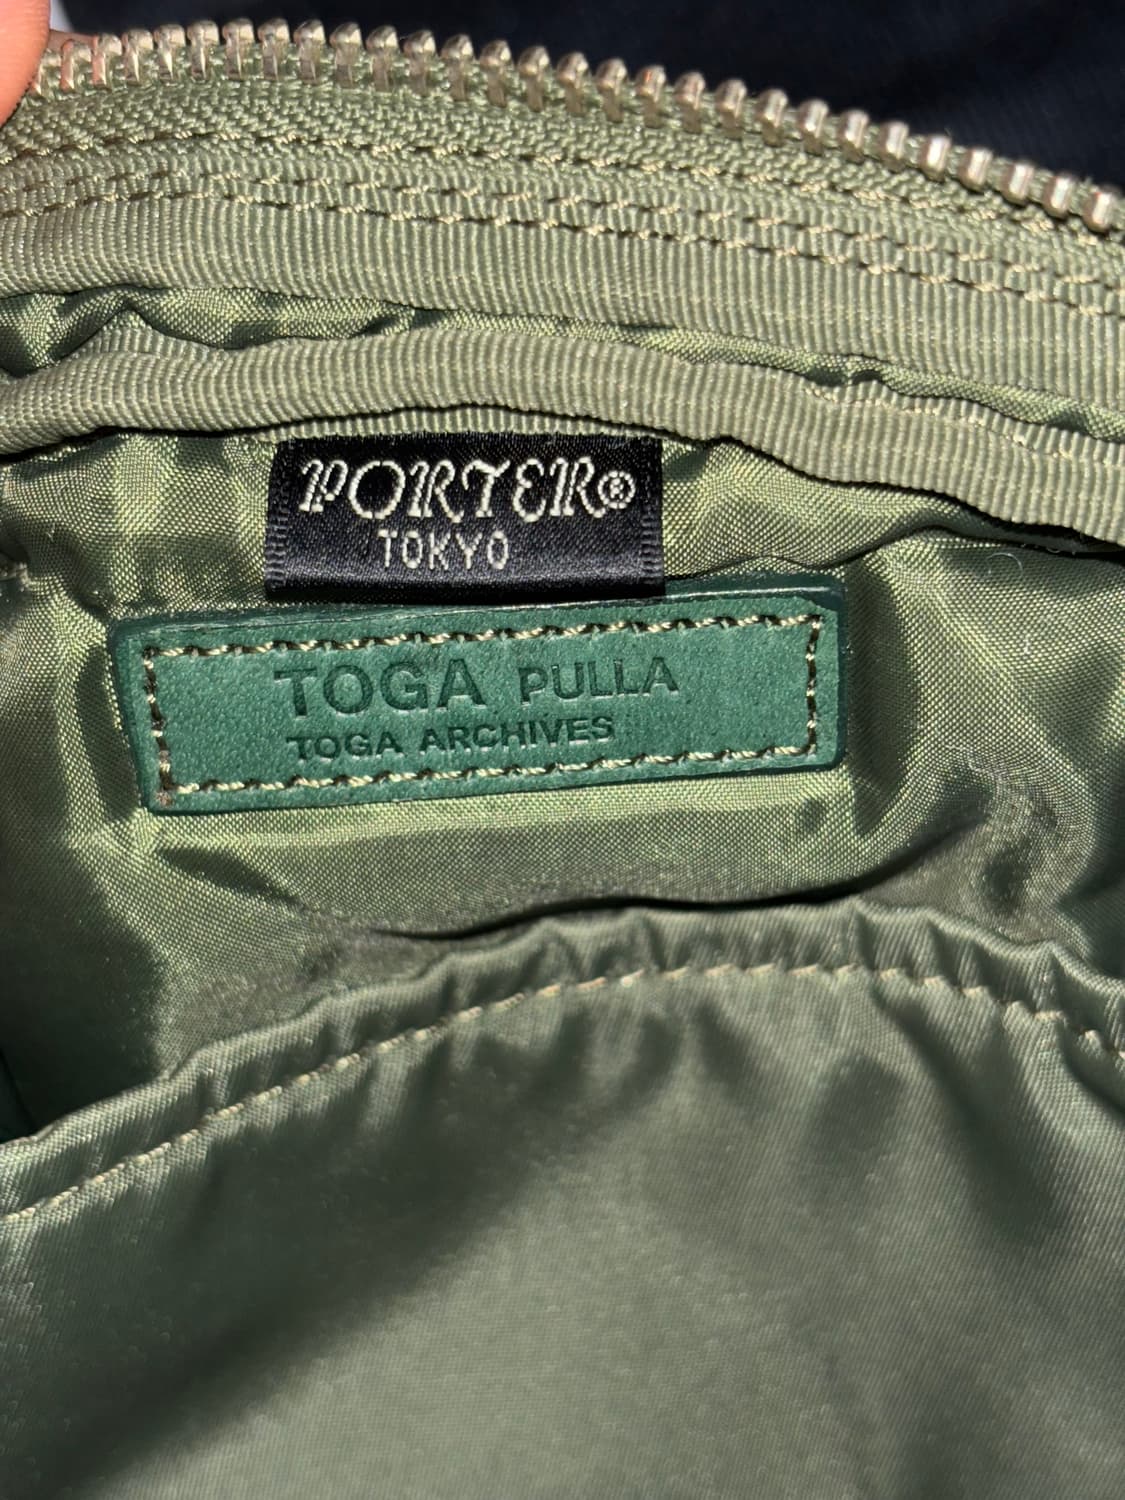 PORTER®
TOKYO
TOGA PULLA
TOGA ARCHIVES